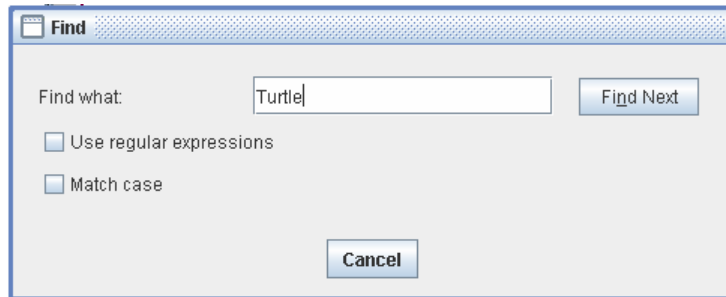 Find
Find what: Turtle Find Next
Use regular expressions
Match case
Cancel